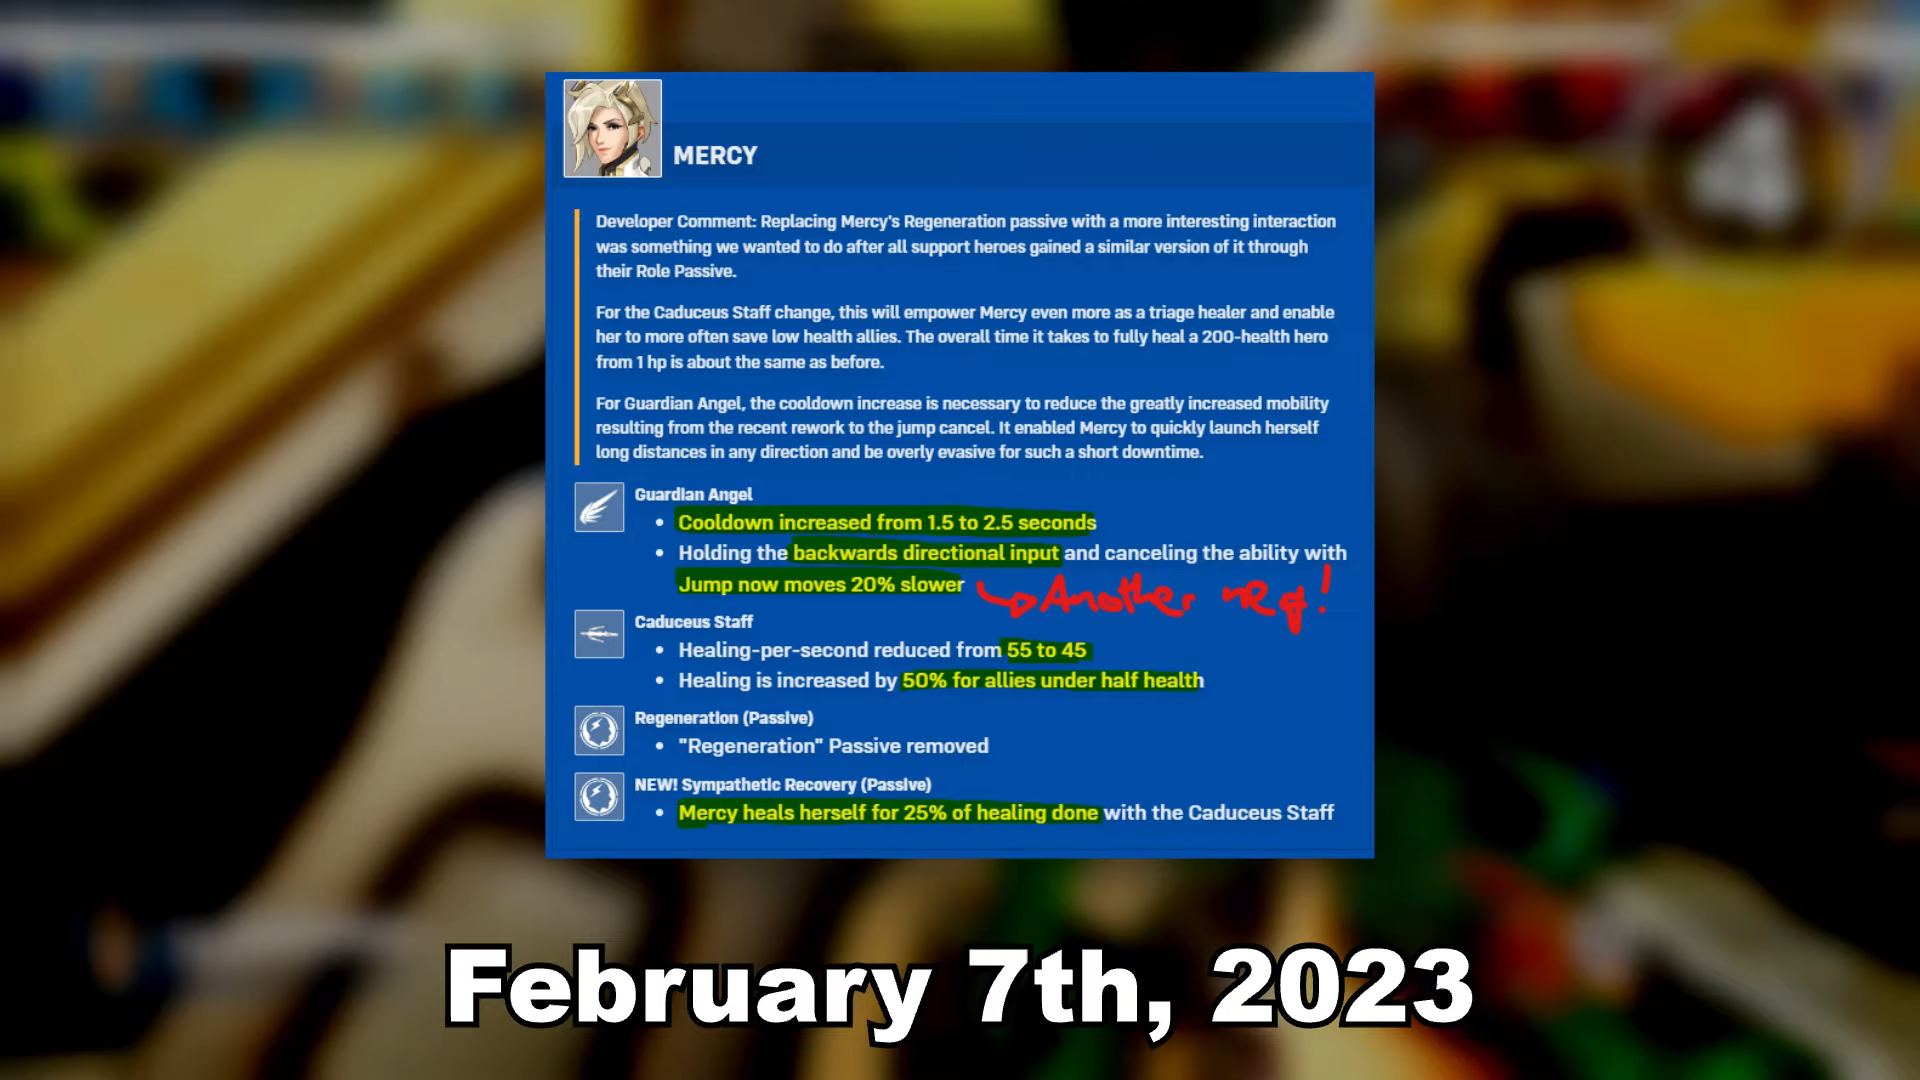 MERCY
Developer Comment: Replacing Mercy's Regeneration passive with a more interesting interaction
was something we wanted to do after all support heroes gained a similar version of it through
their Role Passive.
For the Caduceus Staff change, this will empower Mercy even more as a triage healer and enable
her to more often save low health allies. The overall time it takes to fully heal a 200-health hero
from 1 hp is about the same as before.
For Guardian Angel, the cooldown increase is necessary to reduce the greatly increased mobility
resulting from the recent rework to the jump cancel. It enabled Mercy to quickly launch herself
long distances in any direction and be overly evasive for such a short downtime.
Guardian Angel
• Cooldown increased from 1.5 to 2.5 seconds
• Holding the backwards directional input and canceling the ability with
Jump now moves 20% slower
Another
Caduceus Staff
• Healing-per-second reduced from 55 to 45
• Healing is increased by 50% for allies under half health
Regeneration (Passive)
• "Regeneration" Passive removed
NEW! Sympathetic Recovery (Passive)
• Mercy heals herself for 25% of healing done with the Caduceus Staff
February 7th, 2023